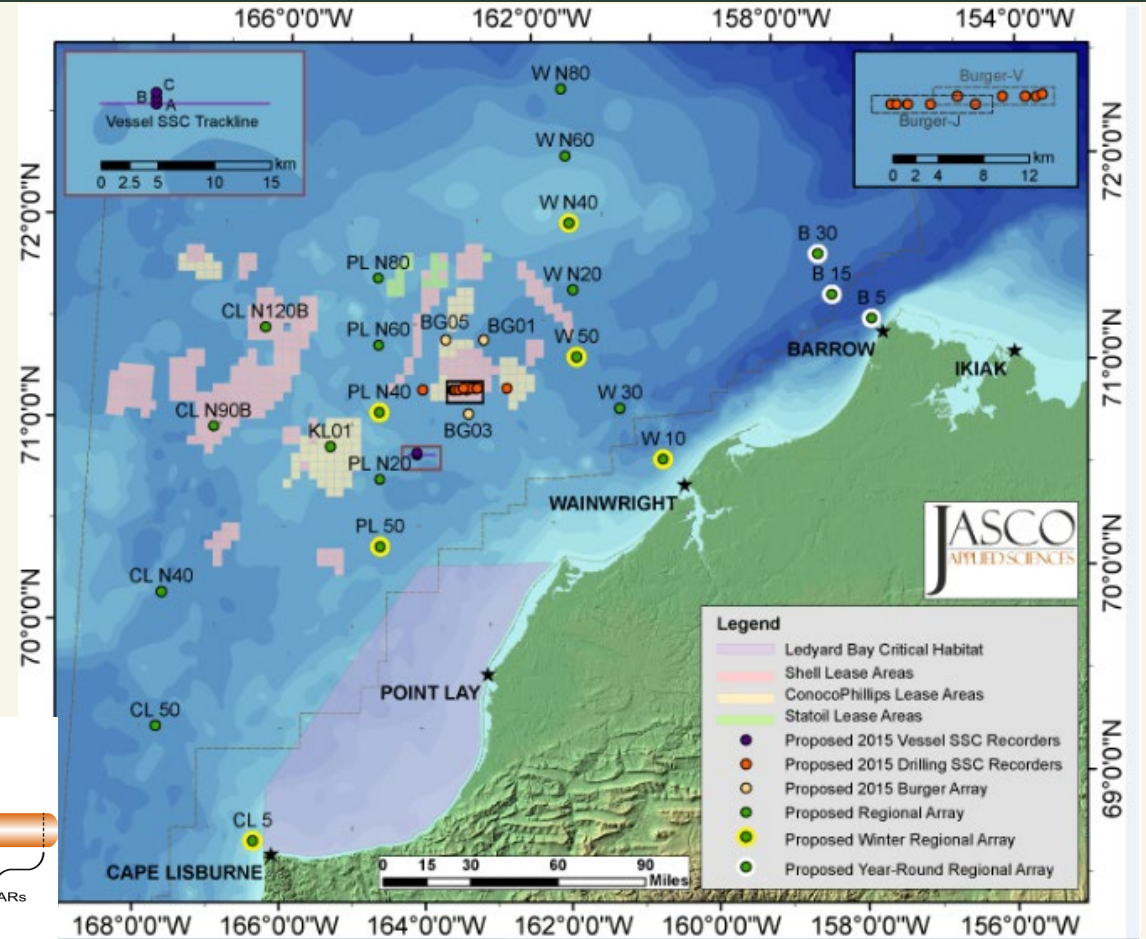 166°0'0"W 162°0'0"W 158°0'0"W 154°0'0"W
C
B
A
Vessel SSC Trackline
km
0 2.5 5 10 15
Burger-V
Burger-J
km
0 2 4 8 12
72°0'0"N
71°0'0"N
70°0'0"N
72°0'0"N
71°0'0"N
70°0'0"N
69°0'0"N
W N80
W N60
W N40
B 30
PL N80
W N20
B 15
CL N120B
B 5
PL N60
BG05
BG01
W 50
BARROW
IKIAK
PL N40
W 30
CL N90B
BG03
KL01
W 10
PL N20
WAINWRIGHT
PL 50
CL N40
POINT LAY
CL 50
CL 5
CAPE LISBURNE
JASCO
APPLIED SCIENCES
Legend
Ledyard Bay Critical Habitat
Shell Lease Areas
ConocoPhillips Lease Areas
Statoil Lease Areas
Proposed 2015 Vessel SSC Recorders
Proposed 2015 Drilling SSC Recorders
Proposed 2015 Burger Array
Proposed Regional Array
Proposed Winter Regional Array
Proposed Year-Round Regional Array
0 15 30 60 90
Miles
ARs
168°0'0"W 166°0'0"W 164°0'0"W 162°0'0"W 160°0'0"W 158°0'0"W 156°0'0"W